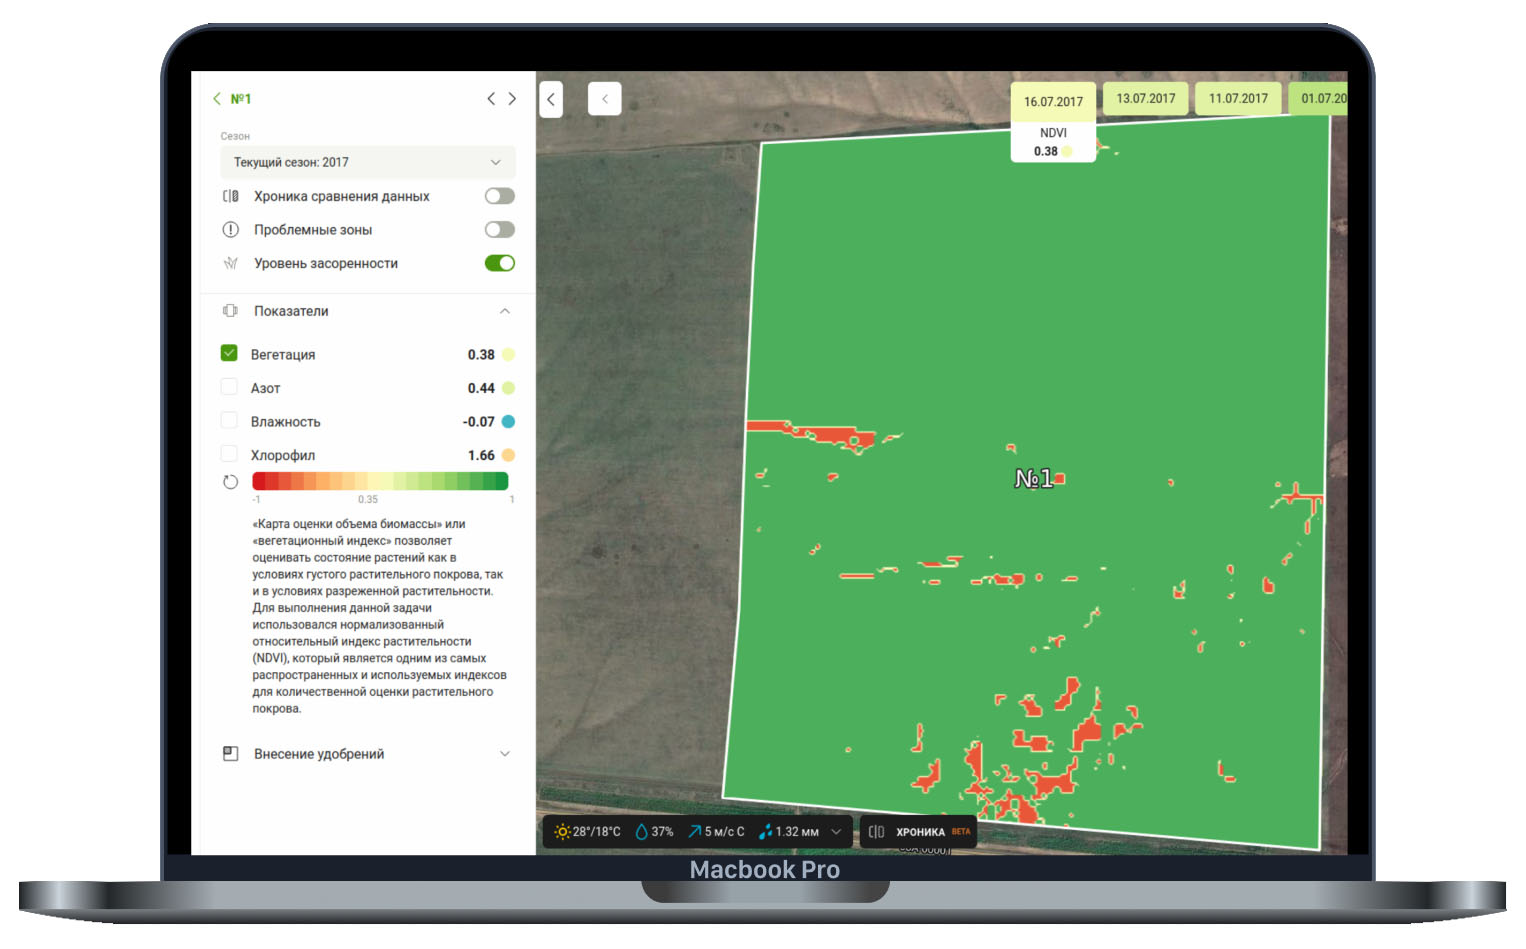 №1
Сезон
Текущий сезон: 2017
Хроника сравнения данных
Проблемные зоны
Уровень засоренности
Показатели
Вегетация 0.38
Азот 0.44
Влажность -0.07
Хлорофил 1.66
-1 0.35 1
«Карта оценки объема биомассы» или
«вегетационный индекс» позволяет
оценивать состояние растений как в
условиях густого растительного покрова, так
и в условиях разреженной растительности.
Для выполнения данной задачи
использовался нормализованный
относительный индекс растительности
(NDVI), который является одним из самых
распространенных и используемых индексов
для количественной оценки растительного
покрова.
Внесение удобрений
16.07.2017 13.07.2017 11.07.2017 01.07.20
NDVI
0.38
№1
28°/18°C 37% 5 м/с С 1.32 мм ХРОНИКА BETA
Macbook Pro